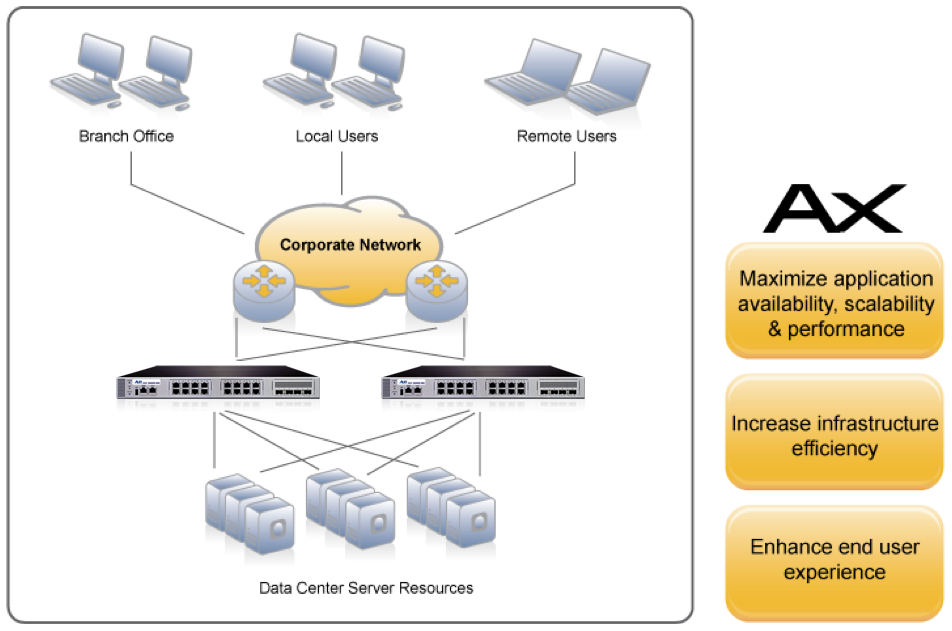 Branch Office
Local Users
Remote Users
Corporate Network
Data Center Server Resources
AX
Maximize application
availability, scalability
& performance
Increase infrastructure
efficiency
Enhance end user
experience